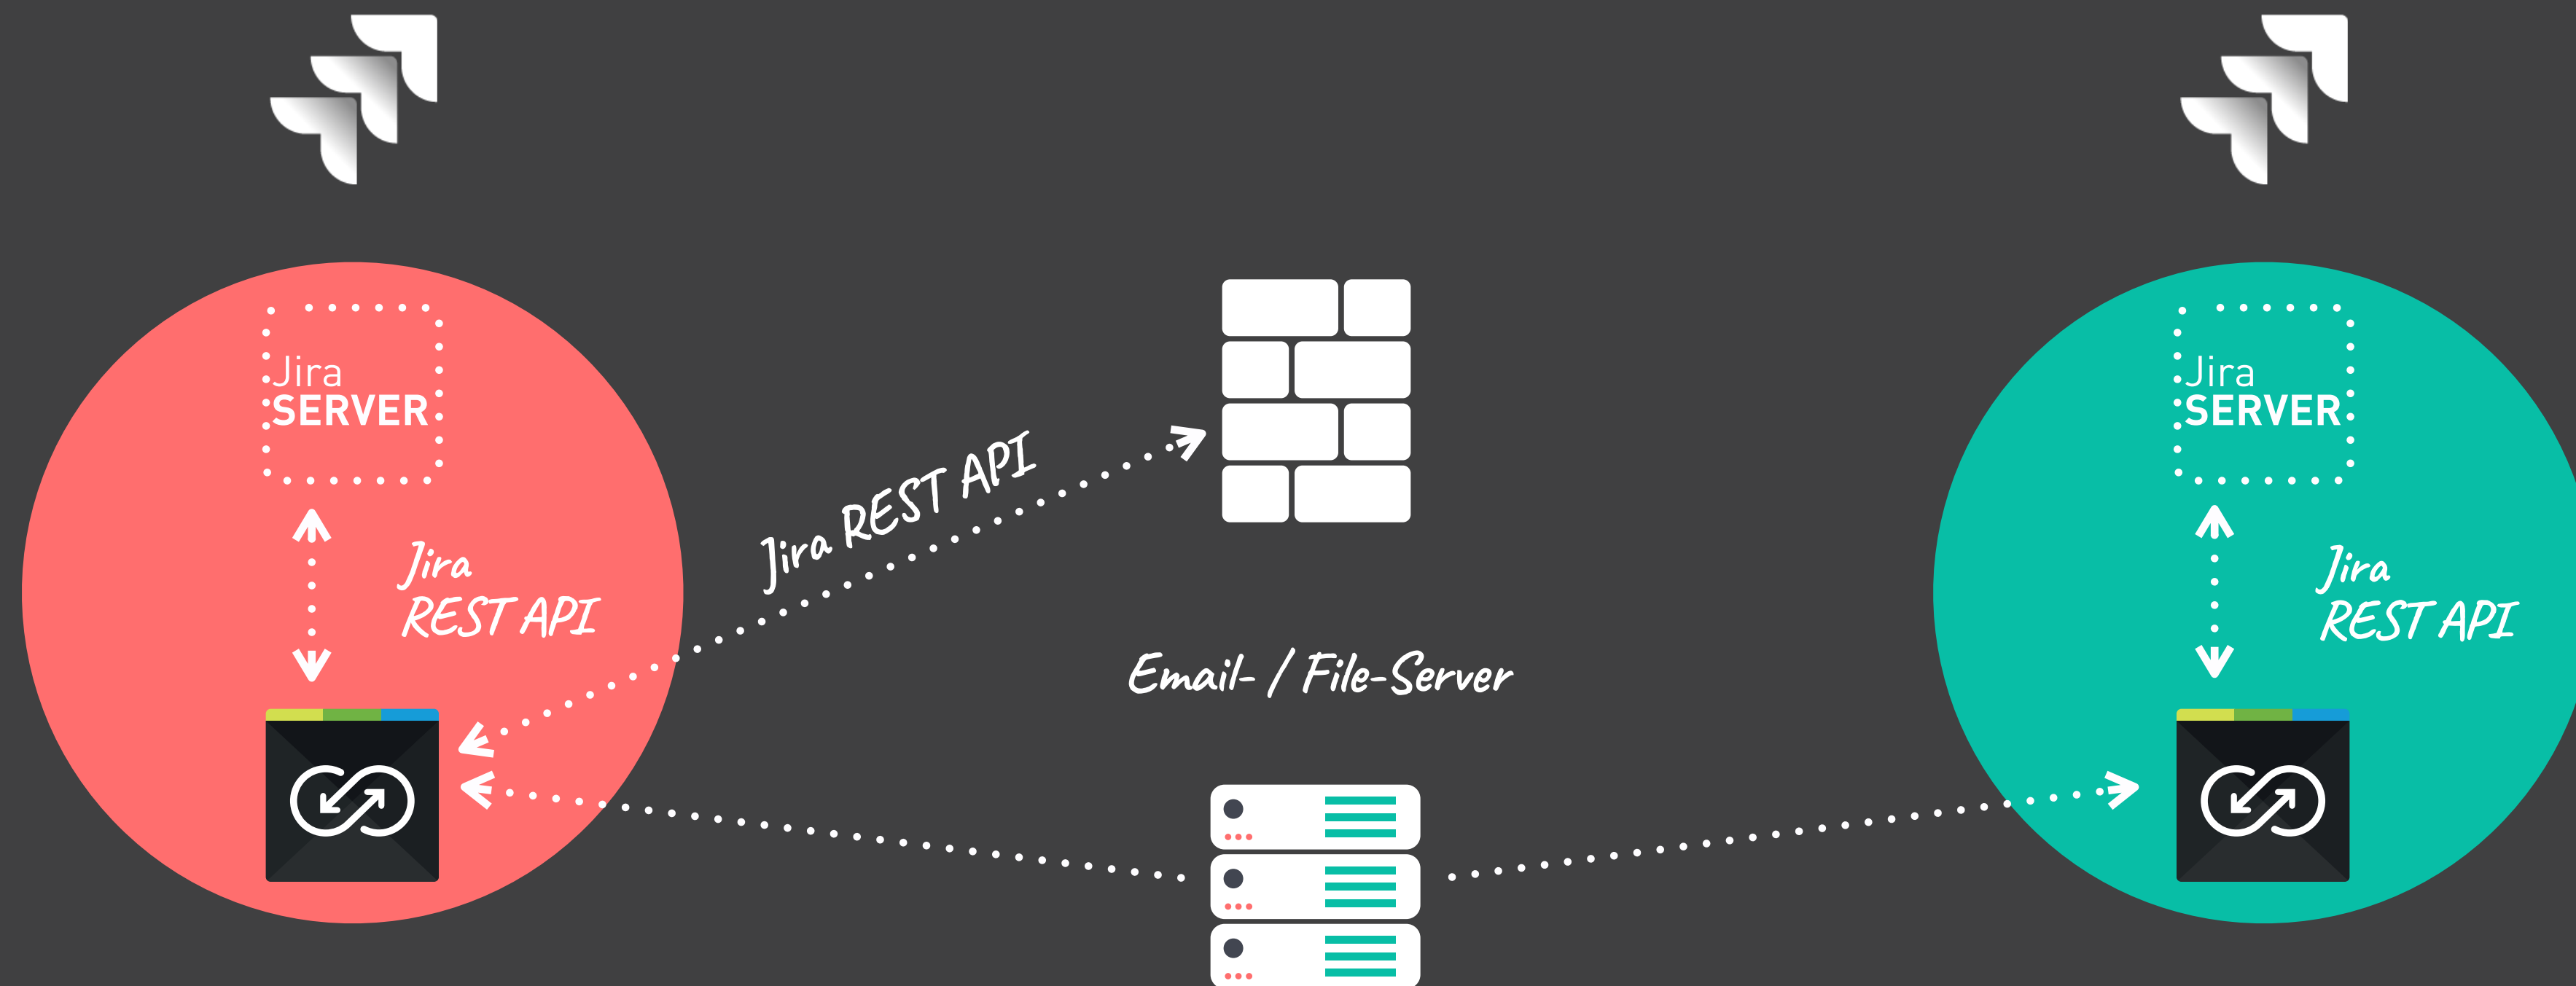 Jira
SERVER
Jira
REST API
Jira REST API
Email- / File-Server
Jira
SERVER
Jira
REST API